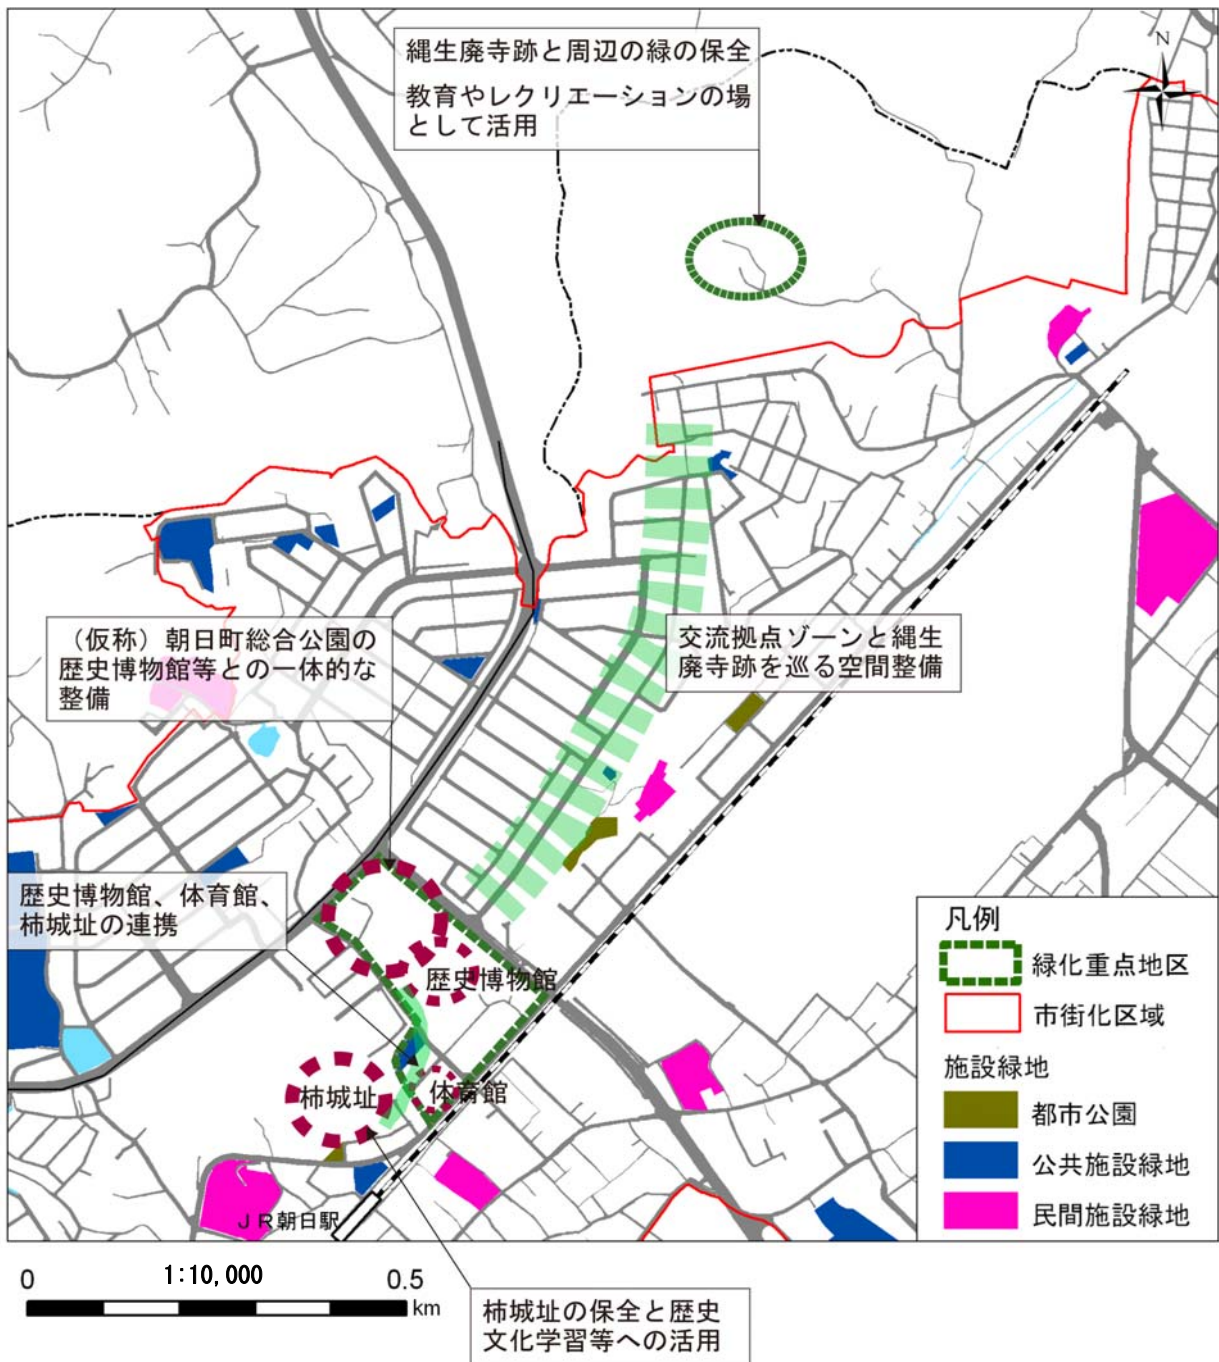 縄生廃寺跡と周辺の緑の保全
教育やレクリエーションの場
として活用
N
（仮称）朝日町総合公園の
歴史博物館等との一体的な
整備
交流拠点ゾーンと縄生
廃寺跡を巡る空間整備
歴史博物館、体育館、
柿城址の連携
歴史博物館
柿城址
体育館
ＪＲ朝日駅
凡例
緑化重点地区
市街化区域
施設緑地
都市公園
公共施設緑地
民間施設緑地
0
1:10,000
0.5
km
柿城址の保全と歴史
文化学習等への活用